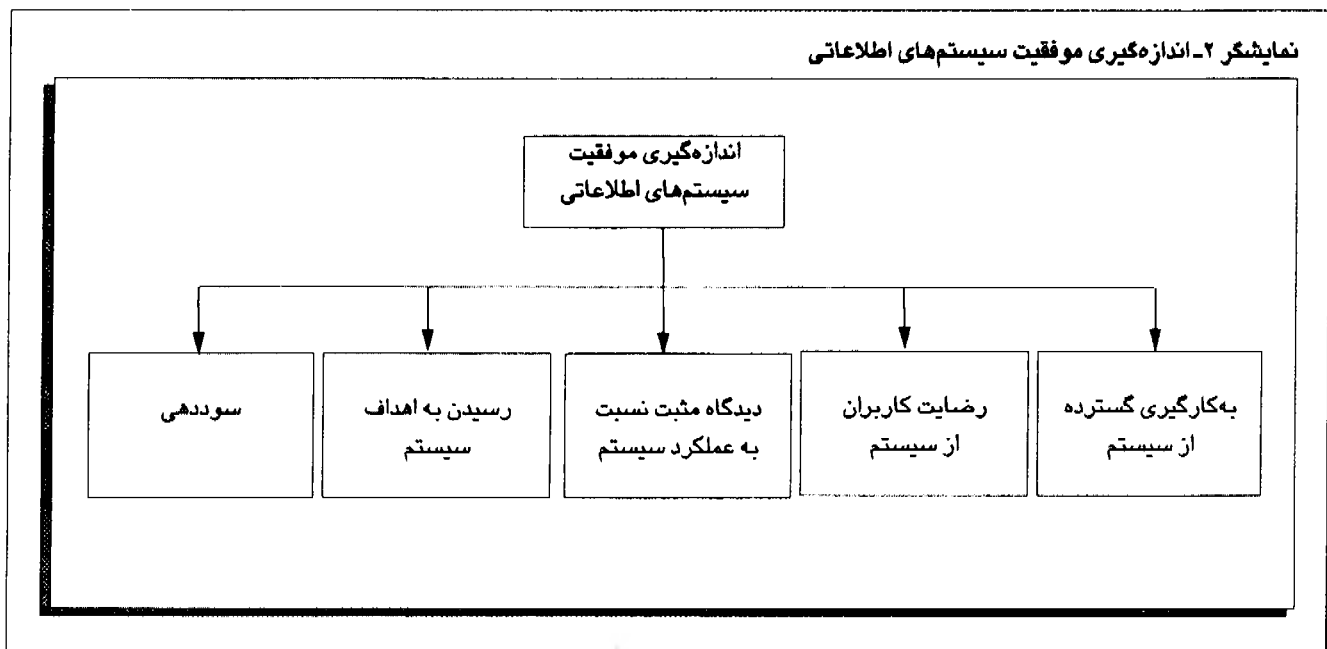 نمایشگر ۲ـ اندازه‌گیری موفقیت سیستم‌های اطلاعاتی
اندازه‌گیری موفقیت
سیستم‌های اطلاعاتی
به‌کارگیری گسترده
از سیستم
رضایت کاربران
از سیستم
دیدگاه مثبت نسبت
به عملکرد سیستم
رسیدن به اهداف
سیستم
سوددهی